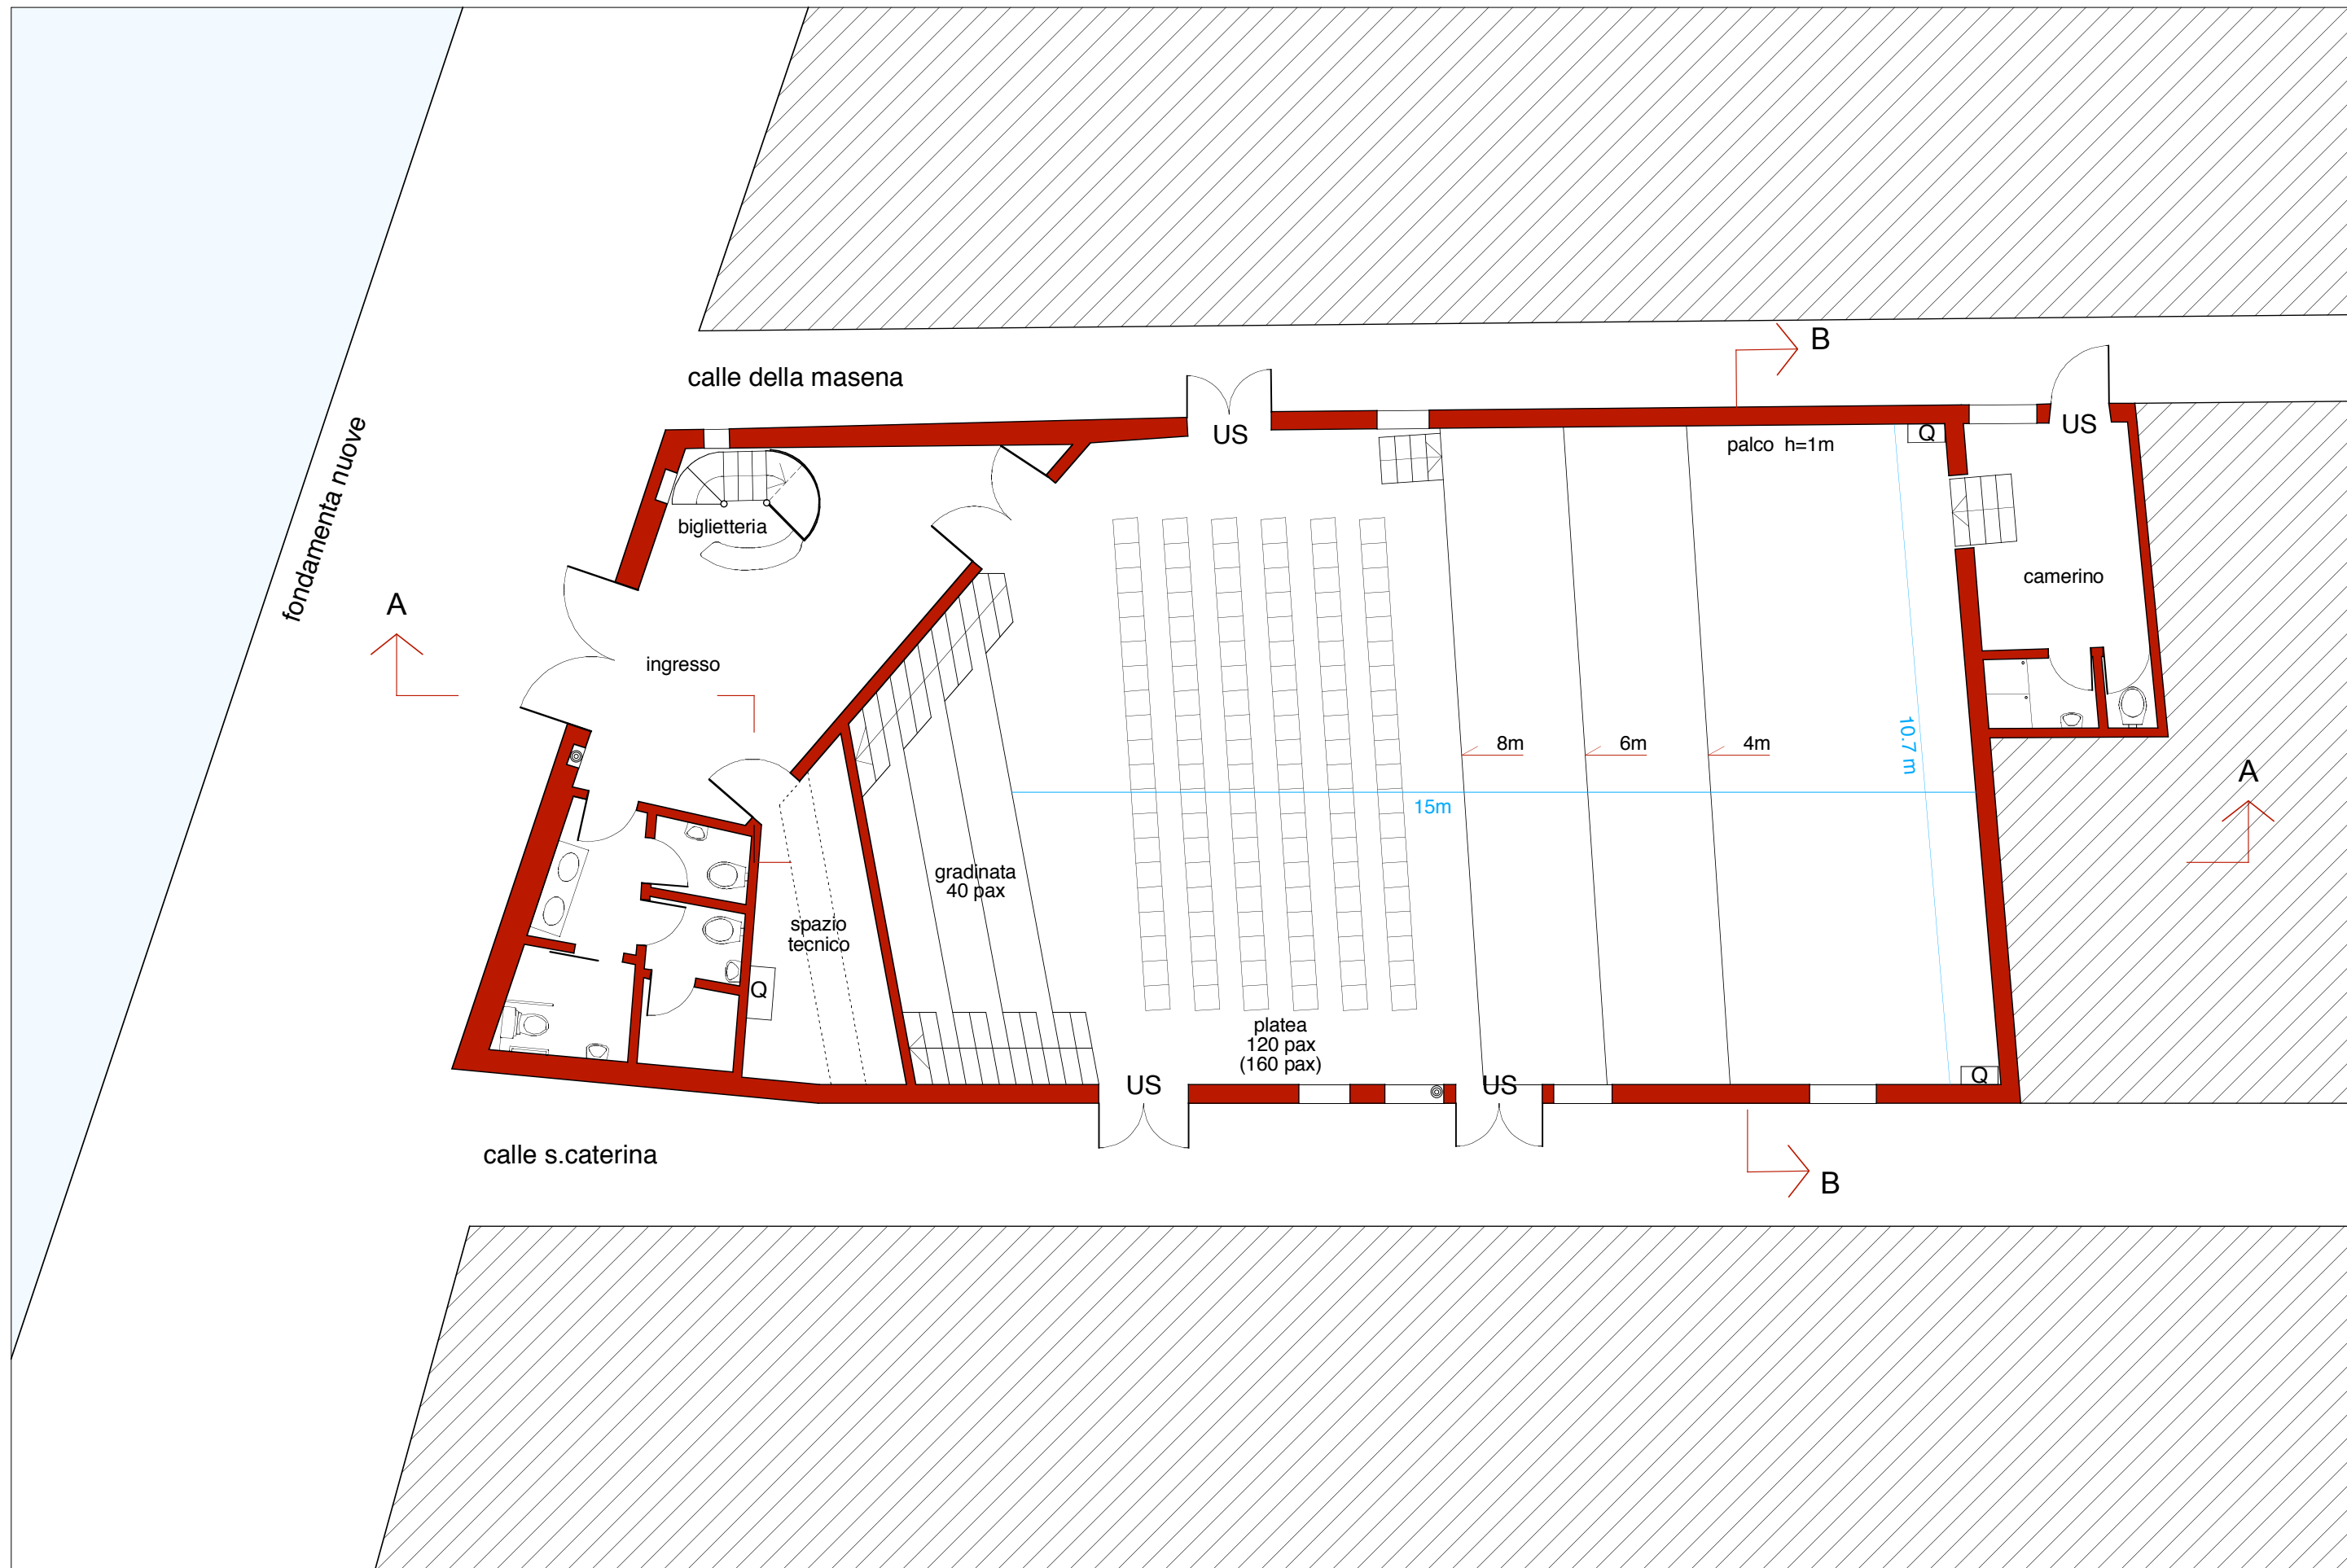 B
calle della masena
fondamenta nuove
US
US
Q
palco h=1m
biglietteria
camerino
A
ingresso
8m
6m
4m
10.7 m
A
15m
gradinata
40 pax
spazio
tecnico
Q
platea
120 pax
(160 pax)
Q
US
US
calle s.caterina
B